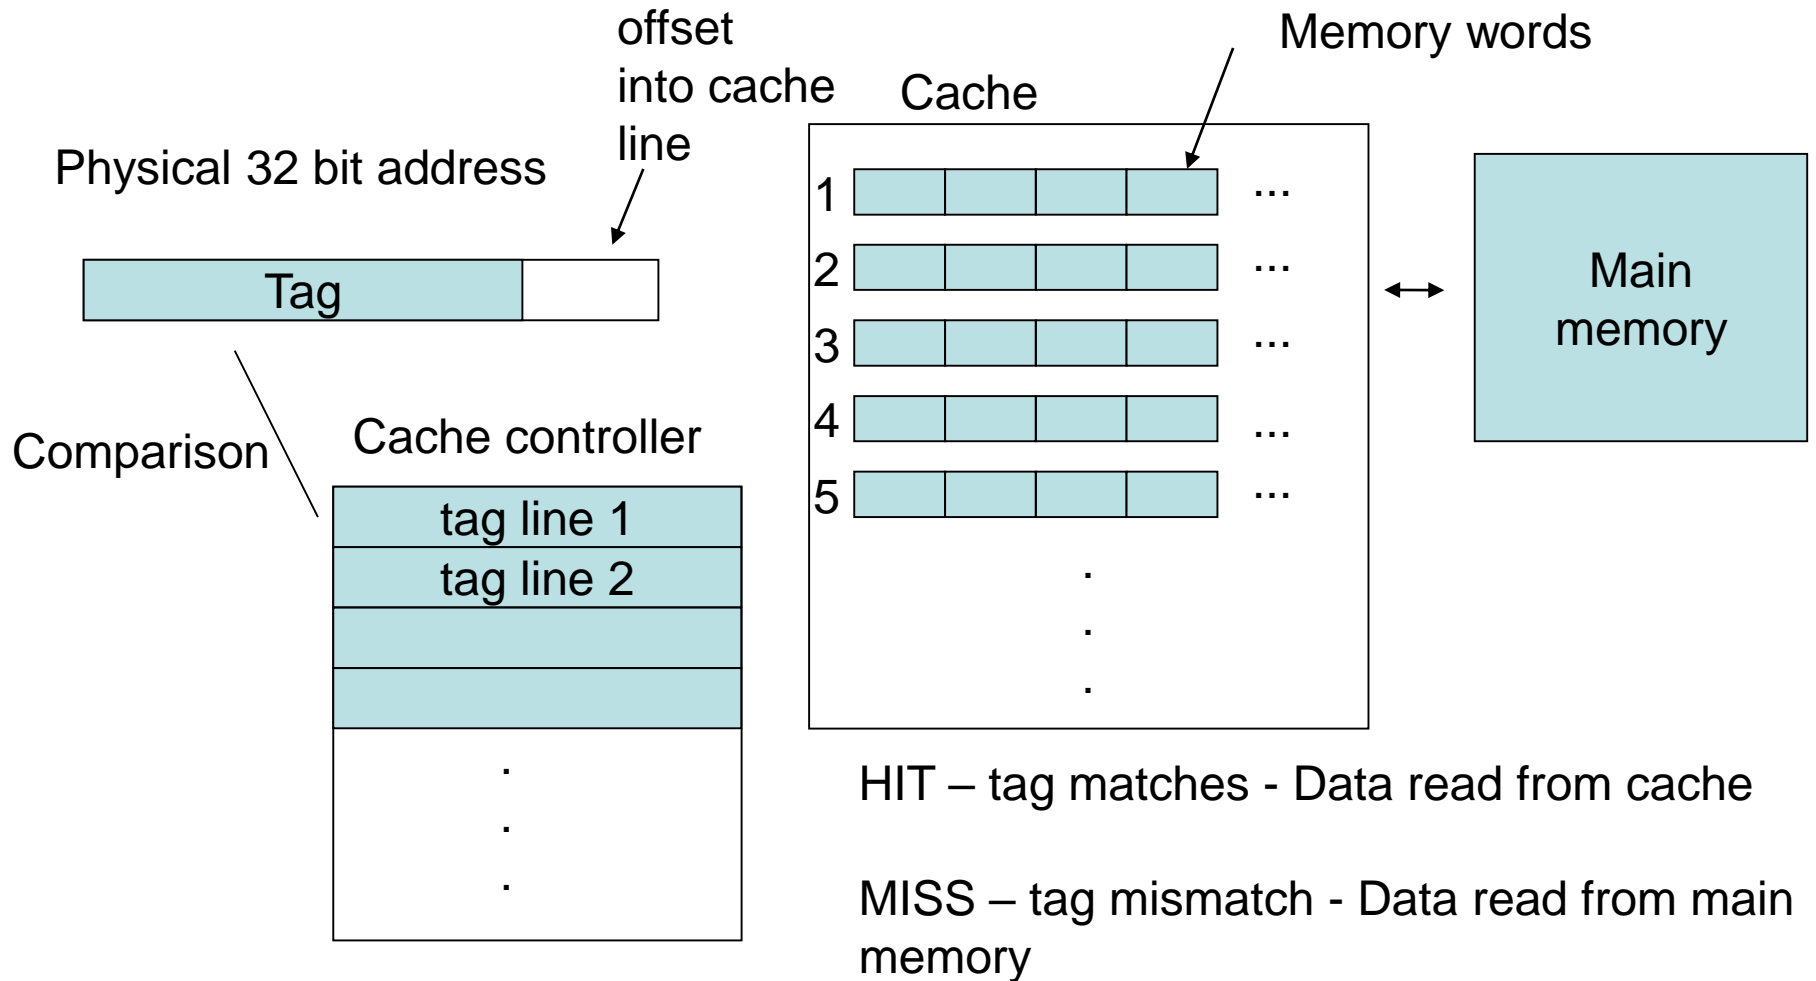 offset
into cache
line
Memory words
Cache
Physical 32 bit address
Tag
1 ...
2 ...
3 ...
4 ...
5 ...
.
.
.
Main
memory
Comparison
Cache controller
tag line 1
tag line 2
.
.
.
HIT – tag matches - Data read from cache
MISS – tag mismatch - Data read from main
memory